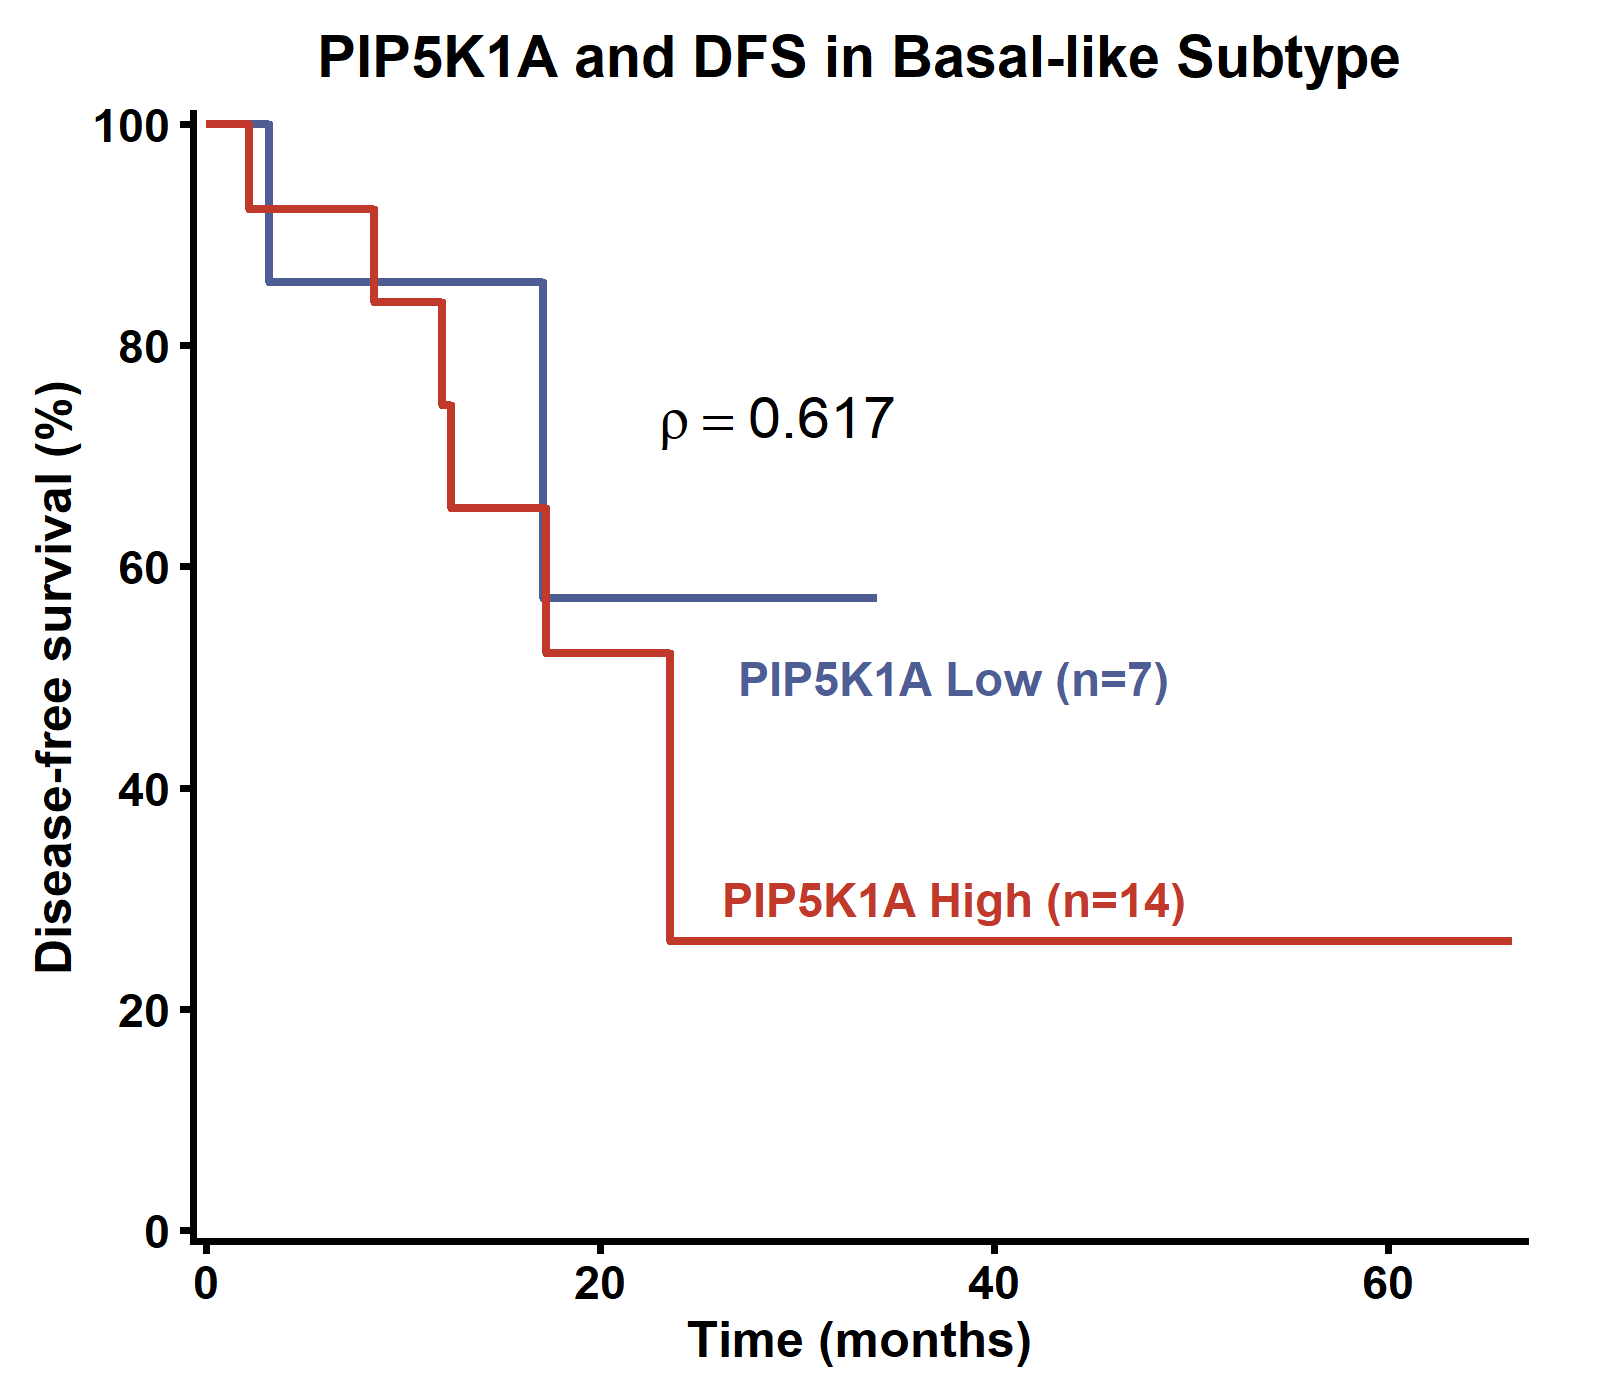 PIP5K1A and DFS in Basal-like Subtype
Disease-free survival (%)
100
80
60
40
20
0
ρ = 0.617
PIP5K1A Low (n=7)
PIP5K1A High (n=14)
0 20 40 60
Time (months)